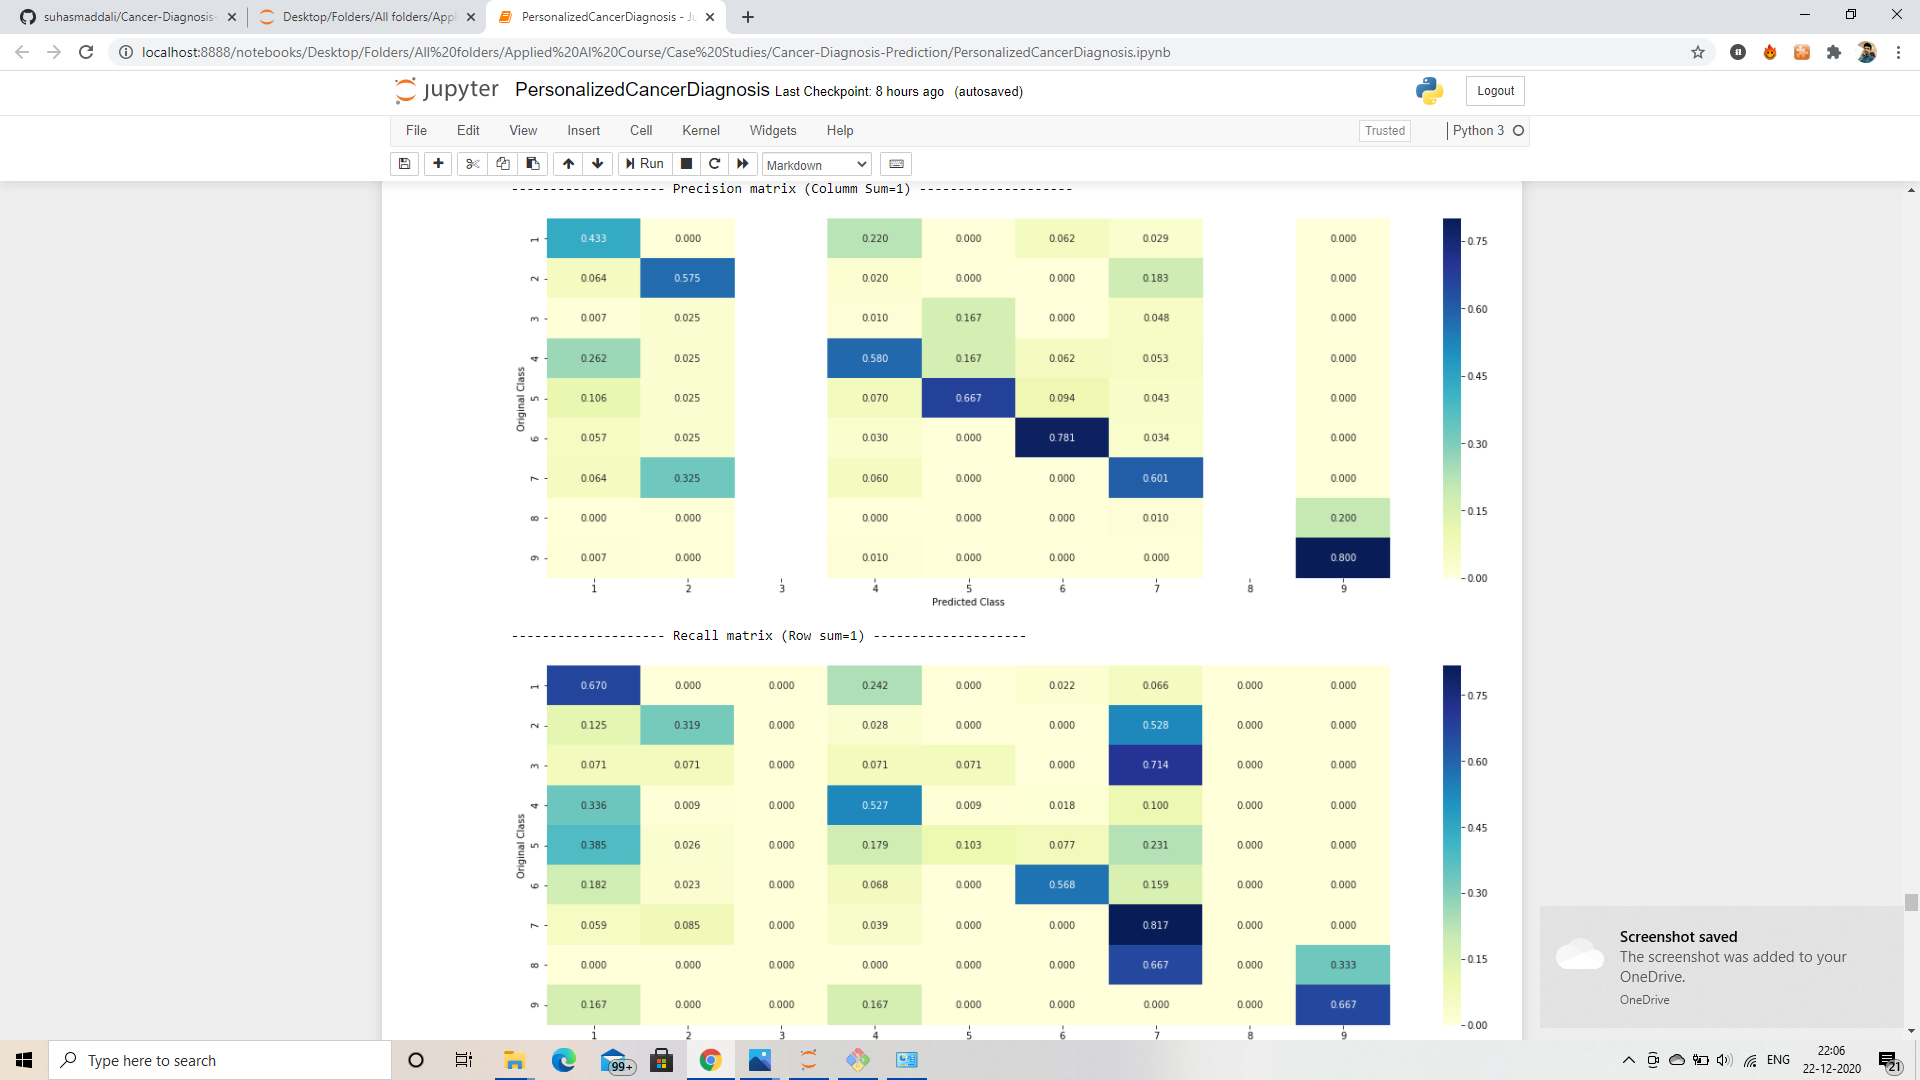 suhasmaddali/Cancer-Diagnosis-
Desktop/Folders/All folders/Appl
PersonalizedCancerDiagnosis - Ju
localhost:8888/notebooks/Desktop/Folders/All%20folders/Applied%20AI%20Course/Case%20Studies/Cancer-Diagnosis-Prediction/PersonalizedCancerDiagnosis.ipynb
jupyter PersonalizedCancerDiagnosis Last Checkpoint: 8 hours ago (autosaved)
Logout
File Edit View Insert Cell Kernel Widgets Help
Trusted
Python 3
Run
Markdown
-------------------- Precision matrix (Columm Sum=1) --------------------
1 0.433 0.000 0.220 0.000 0.062 0.029 0.000
2 0.064 0.575 0.020 0.000 0.000 0.183 0.000
3 0.007 0.025 0.010 0.167 0.000 0.048 0.000
4 0.262 0.025 0.580 0.167 0.062 0.053 0.000
5 0.106 0.025 0.070 0.667 0.094 0.043 0.000
6 0.057 0.025 0.030 0.000 0.781 0.034 0.000
7 0.064 0.325 0.060 0.000 0.000 0.601 0.000
8 0.000 0.000 0.000 0.000 0.000 0.010 0.200
9 0.007 0.000 0.010 0.000 0.000 0.000 0.800
1 2 3 4 5 6 7 8 9
Original Class
Predicted Class
0.75
0.60
0.45
0.30
0.15
0.00
-------------------- Recall matrix (Row sum=1) --------------------
1 0.670 0.000 0.000 0.242 0.000 0.022 0.066 0.000 0.000
2 0.125 0.319 0.000 0.028 0.000 0.000 0.528 0.000 0.000
3 0.071 0.071 0.000 0.071 0.071 0.000 0.714 0.000 0.000
4 0.336 0.009 0.000 0.527 0.009 0.018 0.100 0.000 0.000
5 0.385 0.026 0.000 0.179 0.103 0.077 0.231 0.000 0.000
6 0.182 0.023 0.000 0.068 0.000 0.568 0.159 0.000 0.000
7 0.059 0.085 0.000 0.039 0.000 0.000 0.817 0.000 0.000
8 0.000 0.000 0.000 0.000 0.000 0.000 0.667 0.000 0.333
9 0.167 0.000 0.000 0.167 0.000 0.000 0.000 0.000 0.667
1 2 3 4 5 6 7 8 9
Original Class
0.75
0.60
0.45
0.30
0.15
0.00
Screenshot saved
The screenshot was added to your
OneDrive.
OneDrive
Type here to search
99+
ENG
22:06
22-12-2020
21